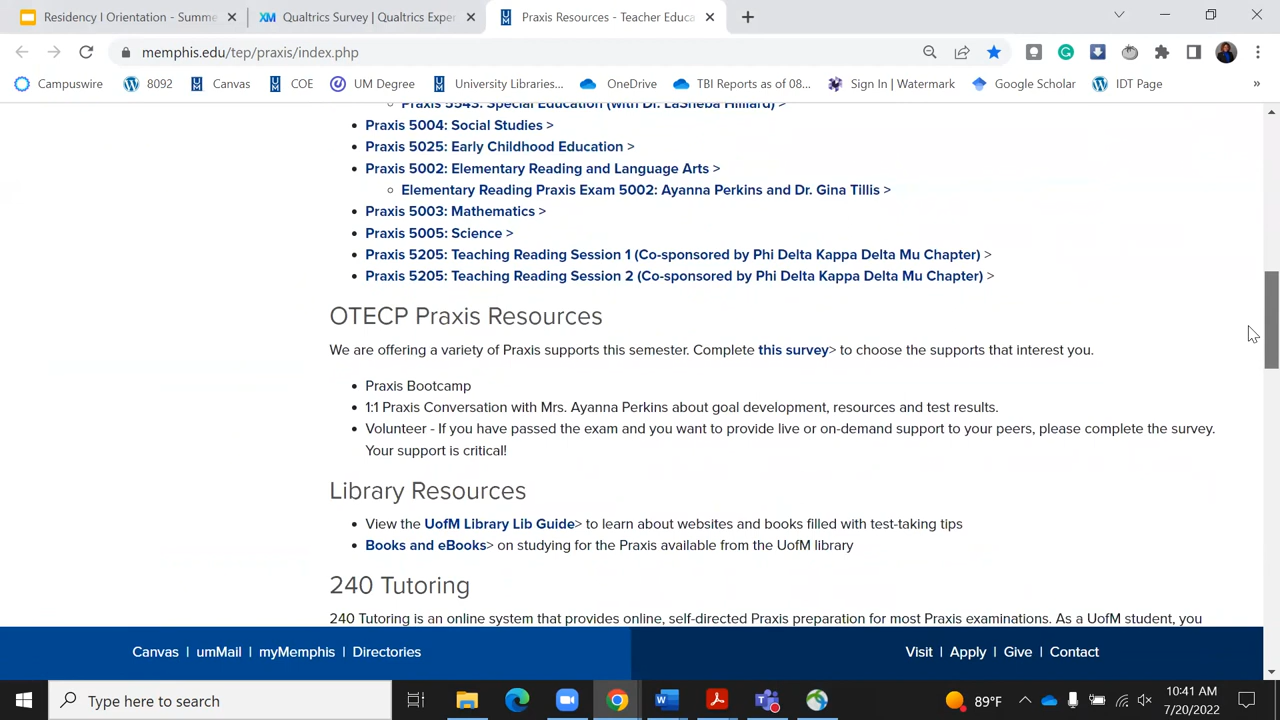 Residency I Orientation - Summe
Qualtrics Survey | Qualtrics Exper
Praxis Resources - Teacher Educa
memphis.edu/tep/praxis/index.php
Campuswire
8092
Canvas
COE
UM Degree
University Libraries...
OneDrive
TBI Reports as of 08...
Sign In | Watermark
Google Scholar
IDT Page
»
Praxis 5543: Special Education (with Dr. LaSheba Hilliard) >
Praxis 5004: Social Studies >
Praxis 5025: Early Childhood Education >
Praxis 5002: Elementary Reading and Language Arts >
Elementary Reading Praxis Exam 5002: Ayanna Perkins and Dr. Gina Tillis >
Praxis 5003: Mathematics >
Praxis 5005: Science >
Praxis 5205: Teaching Reading Session 1 (Co-sponsored by Phi Delta Kappa Delta Mu Chapter) >
Praxis 5205: Teaching Reading Session 2 (Co-sponsored by Phi Delta Kappa Delta Mu Chapter) >
OTECP Praxis Resources
We are offering a variety of Praxis supports this semester. Complete this survey> to choose the supports that interest you.
Praxis Bootcamp
1:1 Praxis Conversation with Mrs. Ayanna Perkins about goal development, resources and test results.
Volunteer - If you have passed the exam and you want to provide live or on-demand support to your peers, please complete the survey.
Your support is critical!
Library Resources
View the UofM Library Lib Guide> to learn about websites and books filled with test-taking tips
Books and eBooks> on studying for the Praxis available from the UofM library
240 Tutoring
240 Tutoring is an online system that provides online, self-directed Praxis preparation for most Praxis examinations. As a UofM student, you
Canvas | umMail | myMemphis | Directories
Visit | Apply | Give | Contact
Type here to search
89°F
10:41 AM
7/20/2022